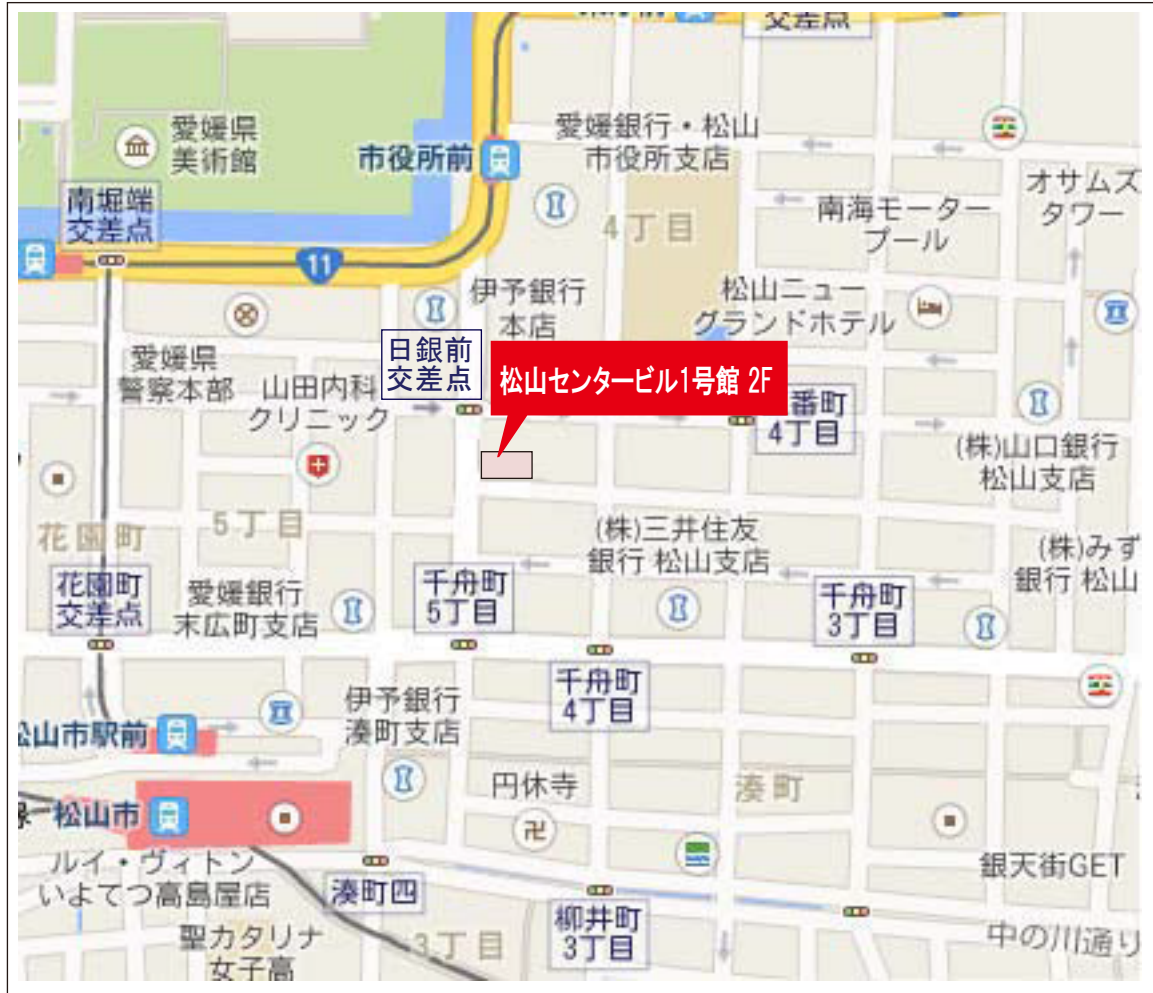 交差点
愛媛県
美術館
市役所前
愛媛銀行・松山
市役所支店
オサムズ
タワー
南堀端
交差点
4丁目
南海モーター
プール
11
伊予銀行
本店
松山ニュー
グランドホテル
日銀前
交差点
松山センタービル1号館 2F
愛媛県
警察本部
山田内科
クリニック
番町
4丁目
(株)山口銀行
松山支店
花園町
5丁目
(株)三井住友
銀行 松山支店
(株)みず
銀行 松山
花園町
交差点
愛媛銀行
末広町支店
千舟町
5丁目
千舟町
3丁目
千舟町
4丁目
伊予銀行
湊町支店
山市駅前
円休寺
湊町
松山市
ルイ・ヴィトン
いよてつ高島屋店
湊町四
銀天街GET
柳井町
3丁目
中の川通り
聖カタリナ
女子高
3丁目